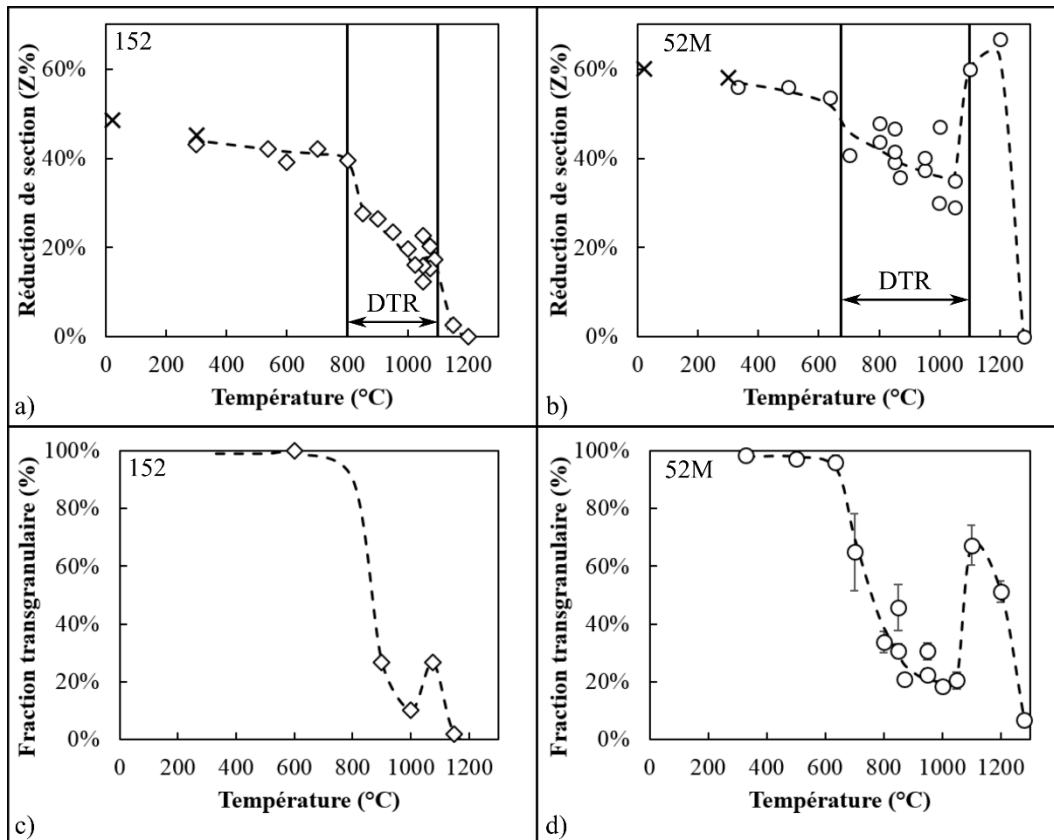 152
60%
40%
20%
0%
Réduction de section (Z%)
DTR
0 200 400 600 800 1000 1200
Température (°C)
a)
52M
60%
40%
20%
0%
Réduction de section (Z%)
DTR
0 200 400 600 800 1000 1200
Température (°C)
b)
152
100%
80%
60%
40%
20%
0%
Fraction transgranulaire (%)
0 200 400 600 800 1000 1200
Température (°C)
c)
52M
100%
80%
60%
40%
20%
0%
Fraction transgranulaire (%)
0 200 400 600 800 1000 1200
Température (°C)
d)